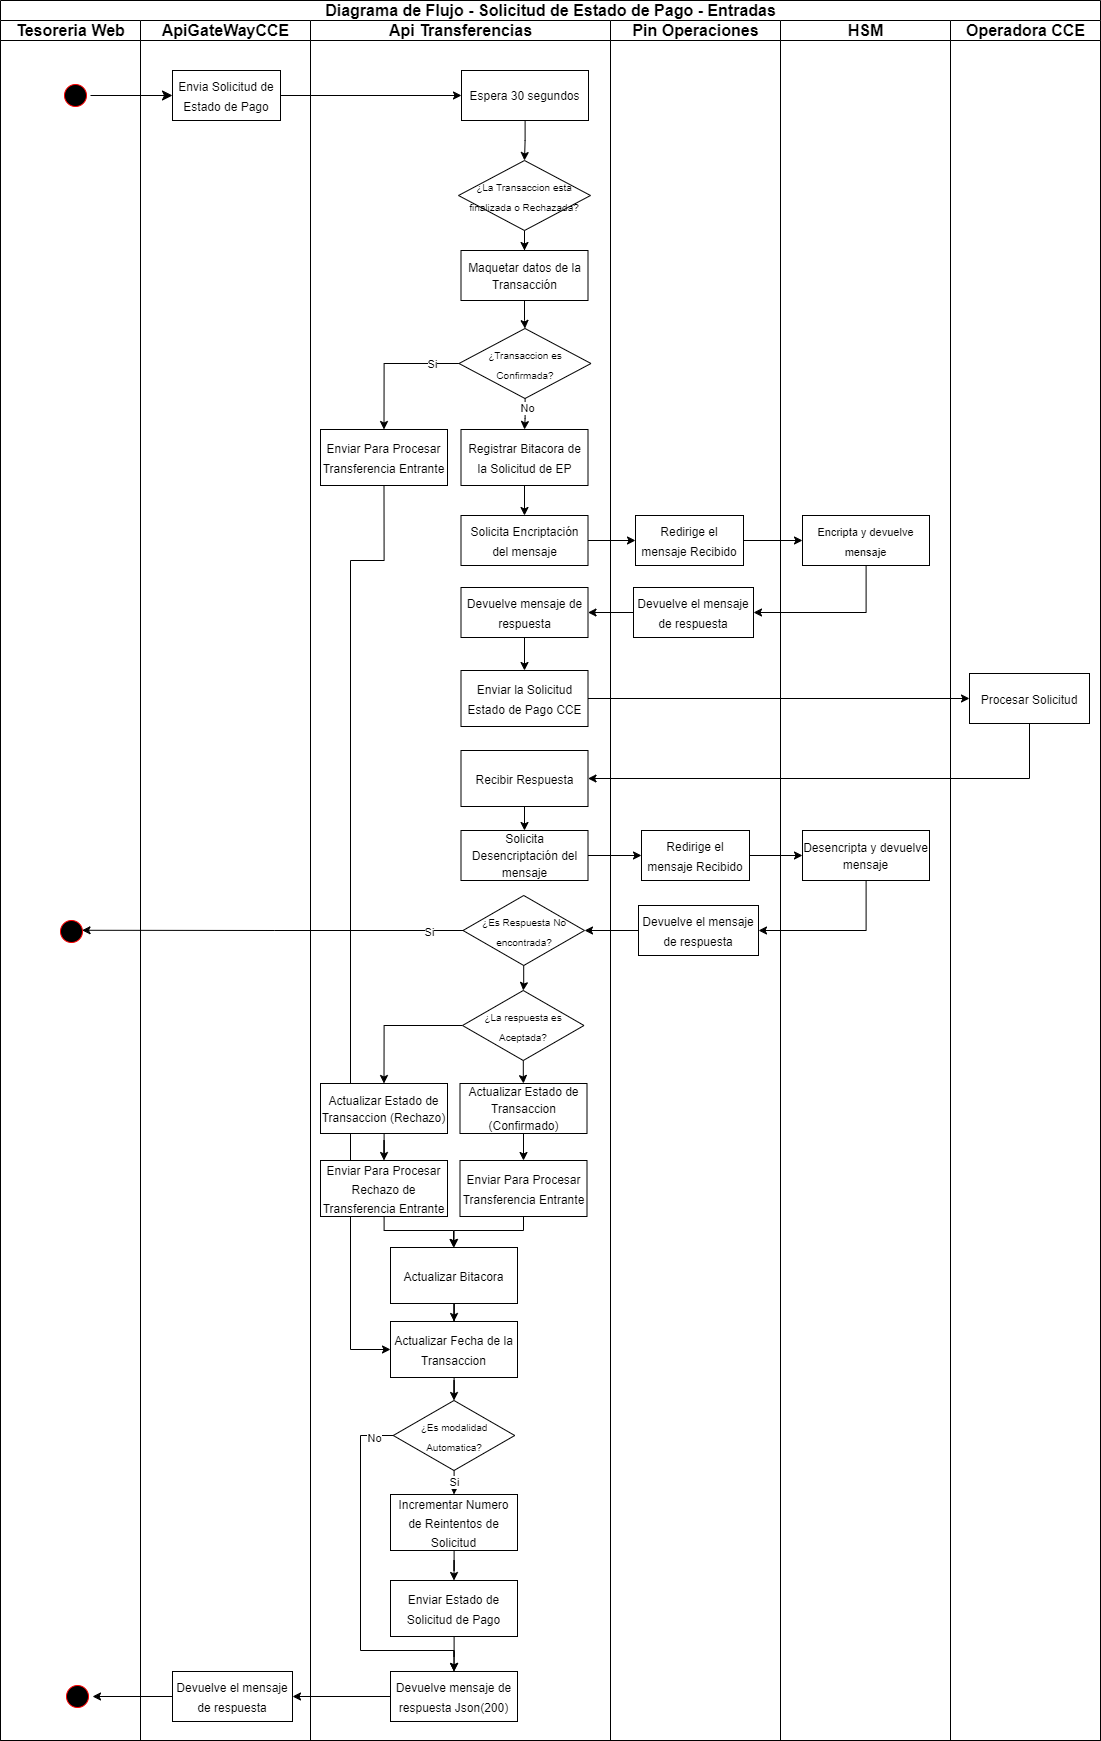 Diagrama de Flujo - Solicitud de Estado de Pago - Entradas
Tesoreria Web
ApiGateWayCCE
Api Transferencias
Pin Operaciones
HSM
Operadora CCE
Envia Solicitud de
Estado de Pago
Espera 30 segundos
¿La Transaccion esta
finalizada o Rechazada?
Maquetar datos de la
Transacción
¿Transaccion es
Confirmada?
Si
No
Enviar Para Procesar
Transferencia Entrante
Registrar Bitacora de
la Solicitud de EP
Solicita Encriptación
del mensaje
Redirige el
mensaje Recibido
Encripta y devuelve
mensaje
Devuelve mensaje de
respuesta
Devuelve el mensaje
de respuesta
Enviar la Solicitud
Estado de Pago CCE
Procesar Solicitud
Recibir Respuesta
Solicita
Desencriptación del
mensaje
Redirige el
mensaje Recibido
Desencripta y devuelve
mensaje
¿Es Respuesta No
encontrada?
Si
Devuelve el mensaje
de respuesta
¿La respuesta es
Aceptada?
Actualizar Estado de
Transaccion (Rechazo)
Actualizar Estado de
Transaccion
(Confirmado)
Enviar Para Procesar
Rechazo de
Transferencia Entrante
Enviar Para Procesar
Transferencia Entrante
Actualizar Bitacora
Actualizar Fecha de la
Transaccion
¿Es modalidad
Automatica?
No
Si
Incrementar Numero
de Reintentos de
Solicitud
Enviar Estado de
Solicitud de Pago
Devuelve el mensaje
de respuesta
Devuelve mensaje de
respuesta Json(200)